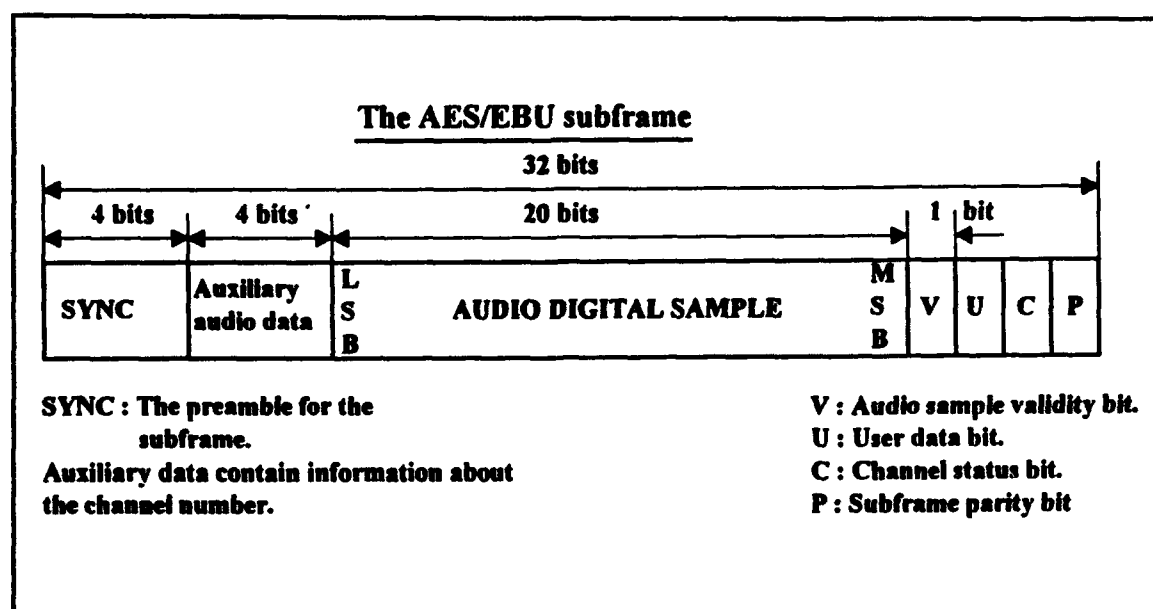 The AES/EBU subframe
32 bits
4 bits 4 bits 20 bits 1 bit
SYNC
Auxiliary
audio data
LSB
AUDIO DIGITAL SAMPLE
MSB
V U C P
SYNC : The preamble for the
subframe.
Auxiliary data contain information about
the channel number.
V : Audio sample validity bit.
U : User data bit.
C : Channel status bit.
P : Subframe parity bit